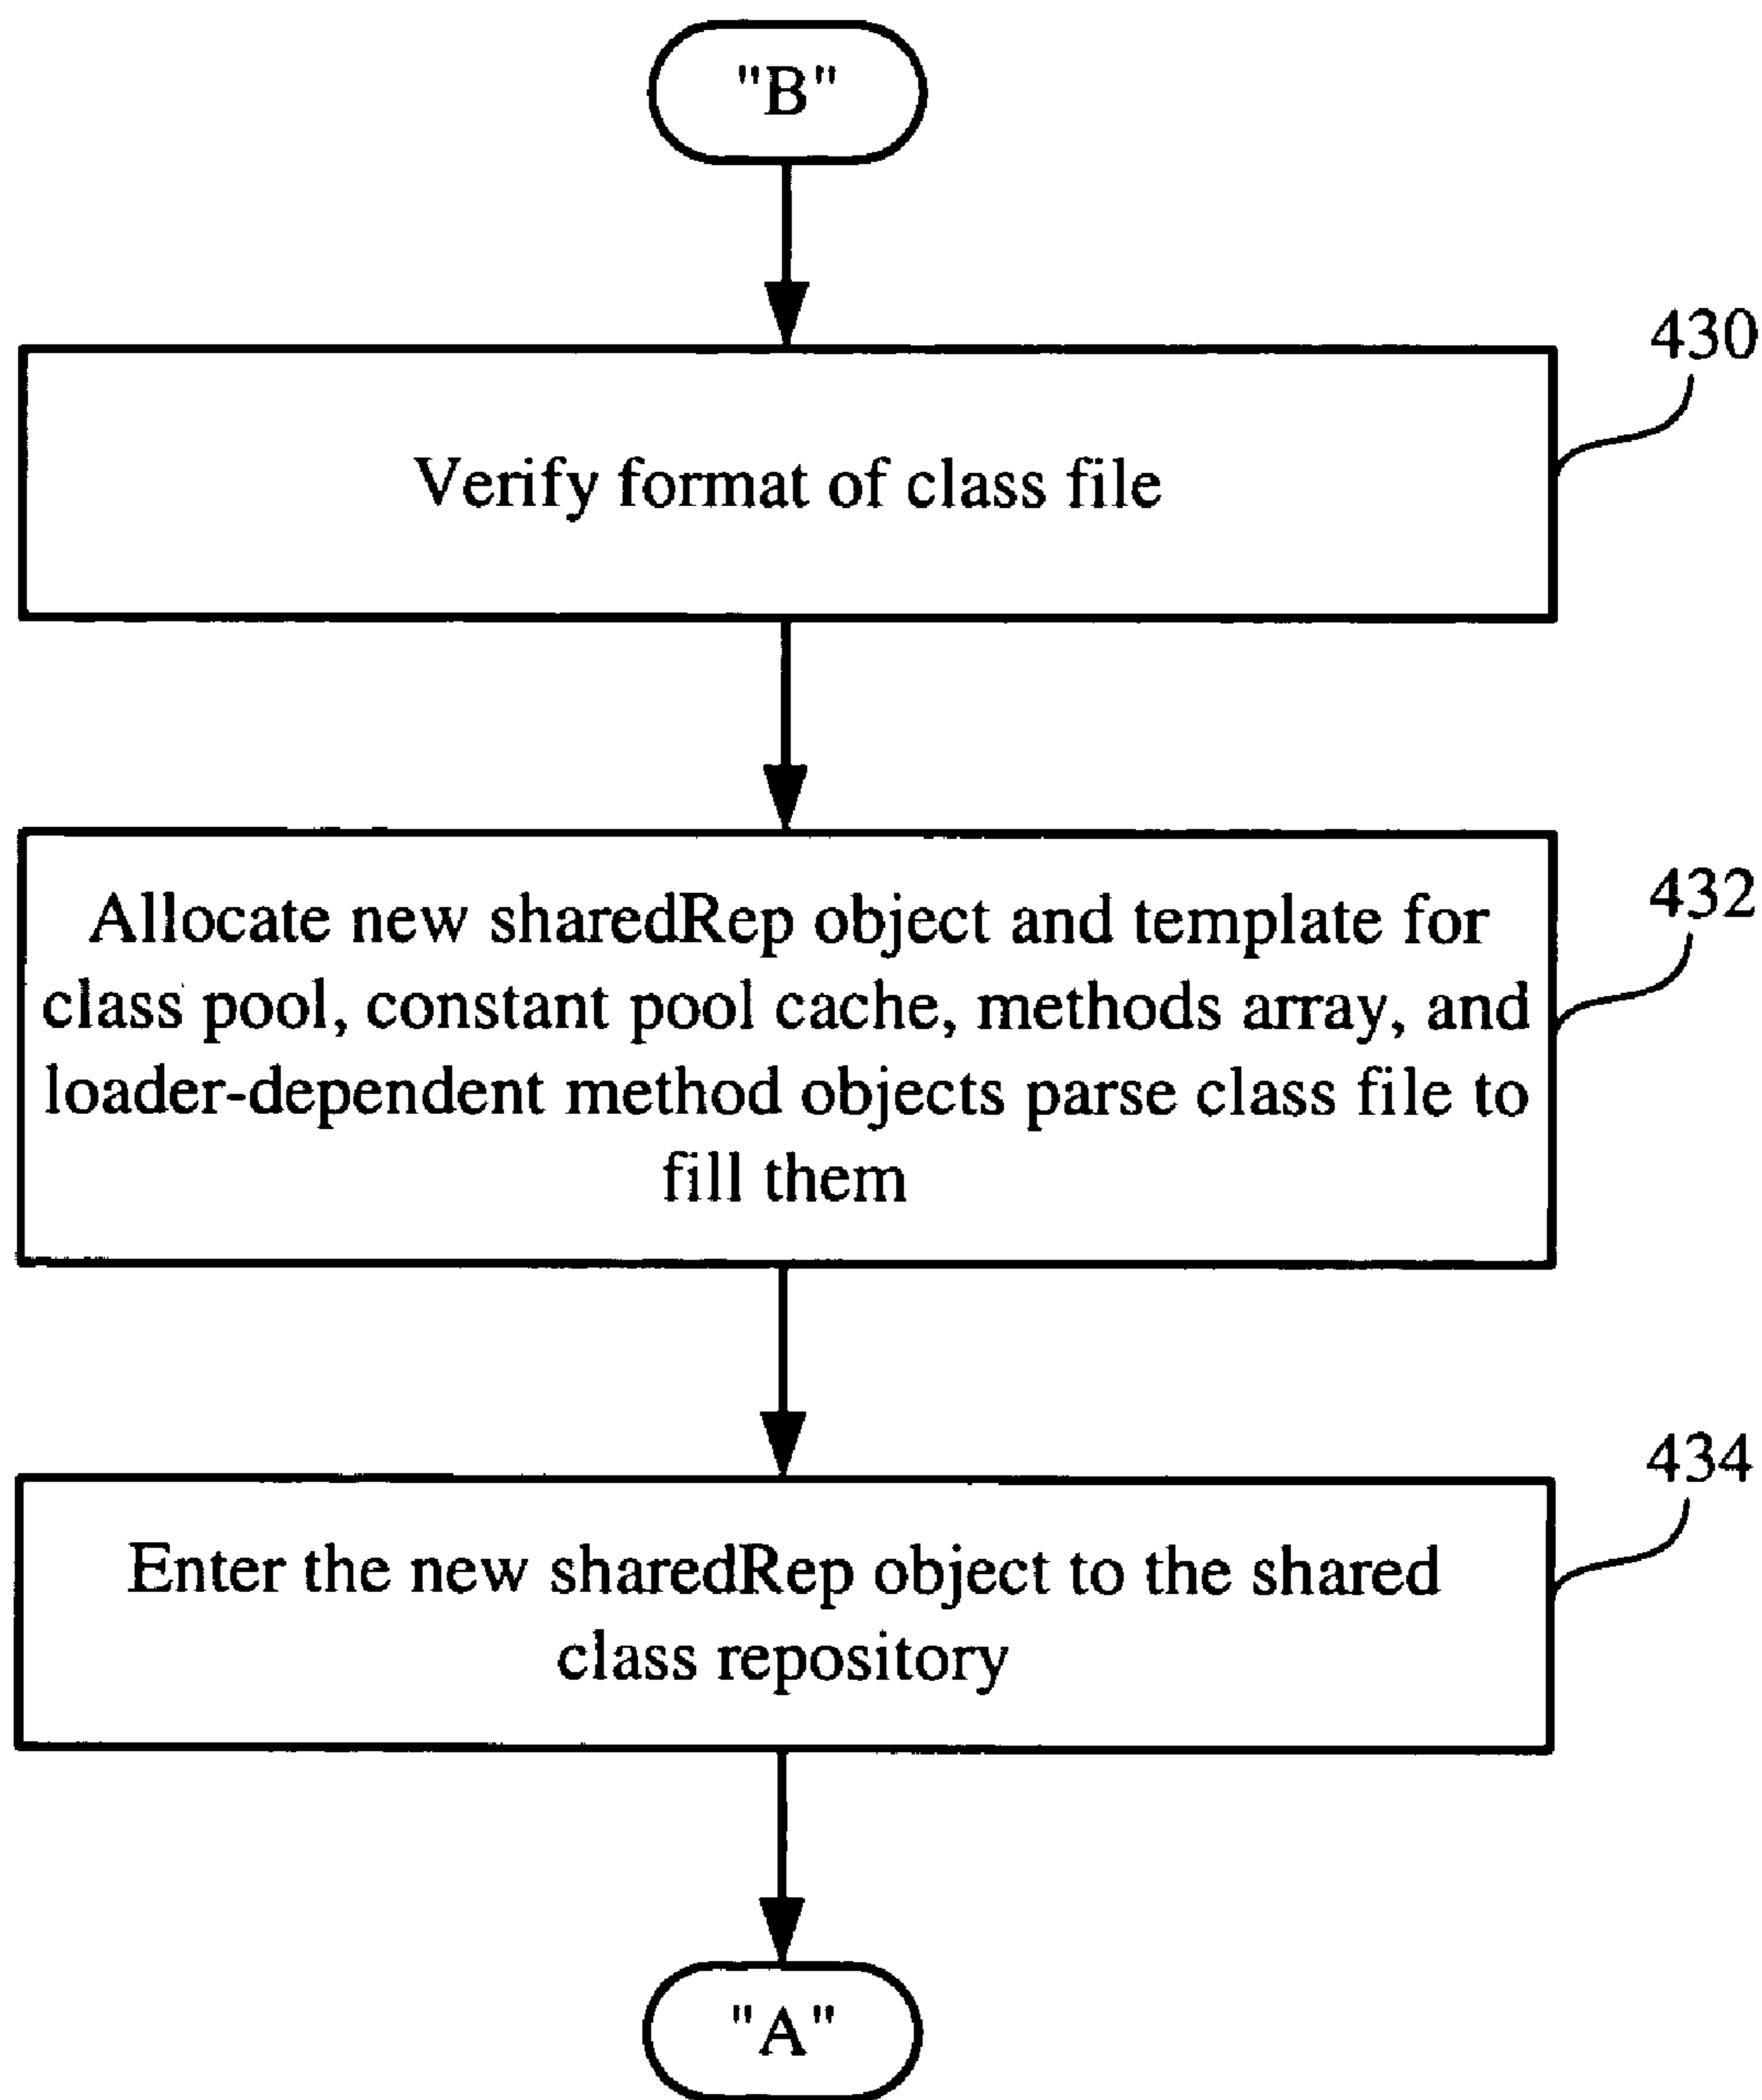 "B"
430
Verify format of class file
432
Allocate new sharedRep object and template for
class pool, constant pool cache, methods array, and
loader-dependent method objects parse class file to
fill them
434
Enter the new sharedRep object to the shared
class repository
"A"